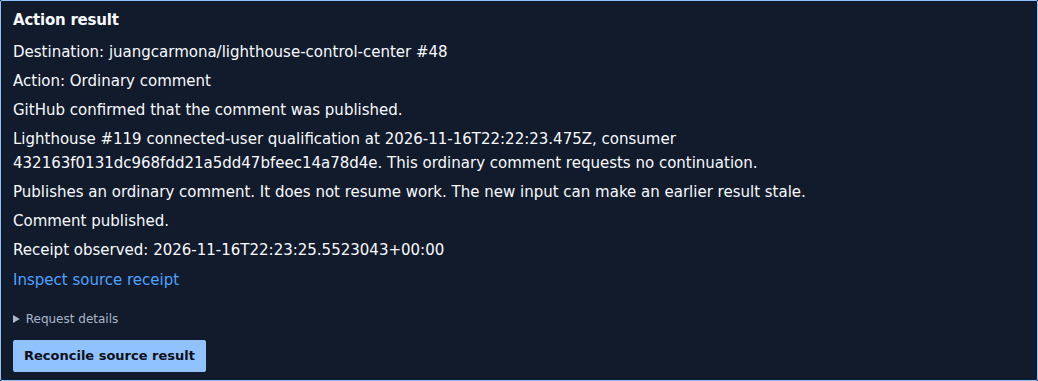 Action result
Destination: juangcarmona/lighthouse-control-center #48
Action: Ordinary comment
GitHub confirmed that the comment was published.
Lighthouse #119 connected-user qualification at 2026-11-16T22:22:23.475Z, consumer
432163f0131dc968fdd21a5dd47bfeec14a78d4e. This ordinary comment requests no continuation.
Publishes an ordinary comment. It does not resume work. The new input can make an earlier result stale.
Comment published.
Receipt observed: 2026-11-16T22:23:25.5523043+00:00
Inspect source receipt
Request details
Reconcile source result